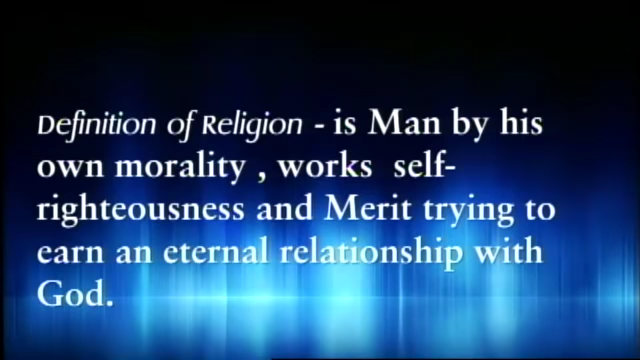 Definition of Religion - is Man by his
own morality , works  self-
righteousness and Merit trying to
earn an eternal relationship with
God.